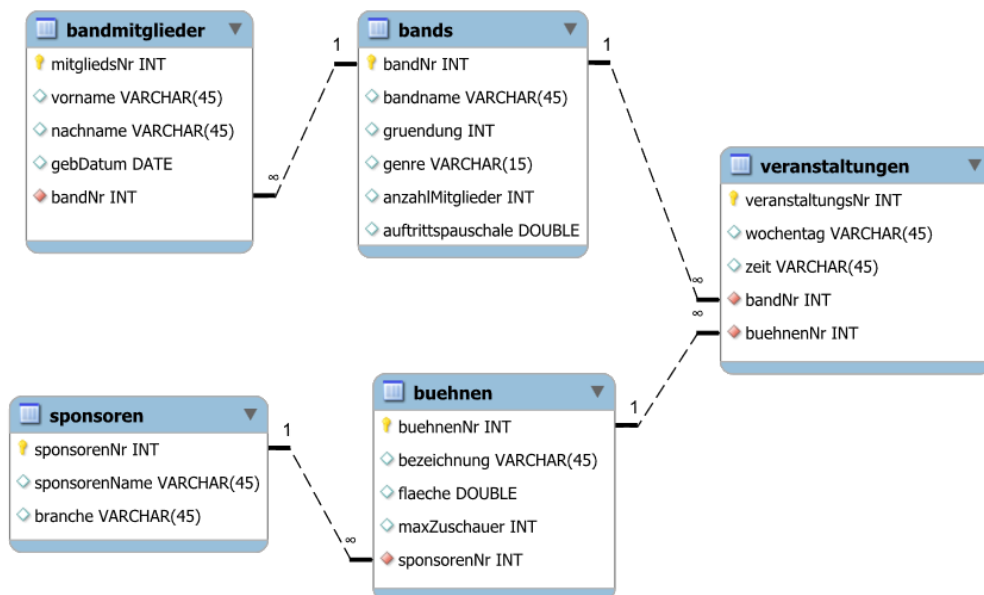 bandmitglieder
mitgliedsNr INT
vorname VARCHAR(45)
nachname VARCHAR(45)
gebDatum DATE
bandNr INT
1
∞
bands
bandNr INT
bandname VARCHAR(45)
gruendung INT
genre VARCHAR(15)
anzahlMitglieder INT
auftrittspauschale DOUBLE
1
∞
veranstaltungen
veranstaltungsNr INT
wochentag VARCHAR(45)
zeit VARCHAR(45)
bandNr INT
buehnenNr INT
∞
1
sponsoren
sponsorenNr INT
sponsorenName VARCHAR(45)
branche VARCHAR(45)
1
∞
buehnen
buehnenNr INT
bezeichnung VARCHAR(45)
flaeche DOUBLE
maxZuschauer INT
sponsorenNr INT